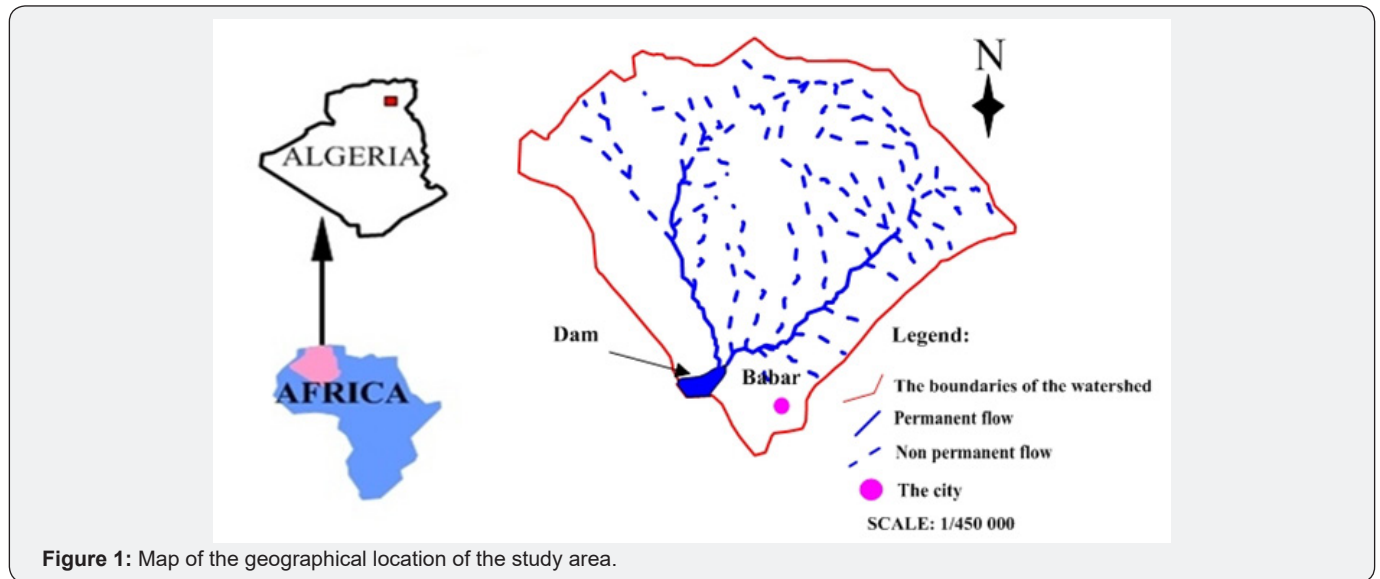 N
ALGERIA
AFRICA
Dam
Babar
Legend:
The boundaries of the watershed
Permanent flow
Non permanent flow
The city
SCALE: 1/450 000
Figure 1: Map of the geographical location of the study area.